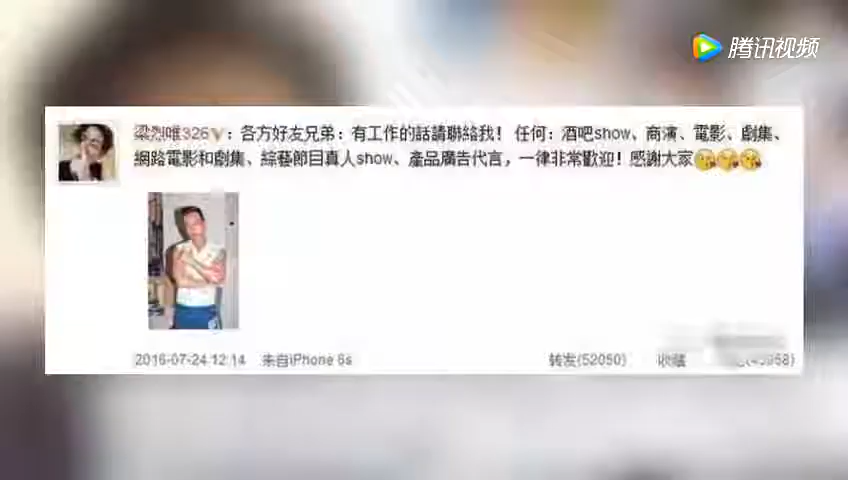 腾讯视频
梁烈唯326：各方好友兄弟：有工作的話請聯絡我！任何：酒吧show、商演、電影、劇集、
網路電影和劇集、綜藝節目真人show、產品廣告代言，一律非常歡迎！感謝大家
2016-07-24 12:14 来自iPhone 6s 转发(52050) 收藏